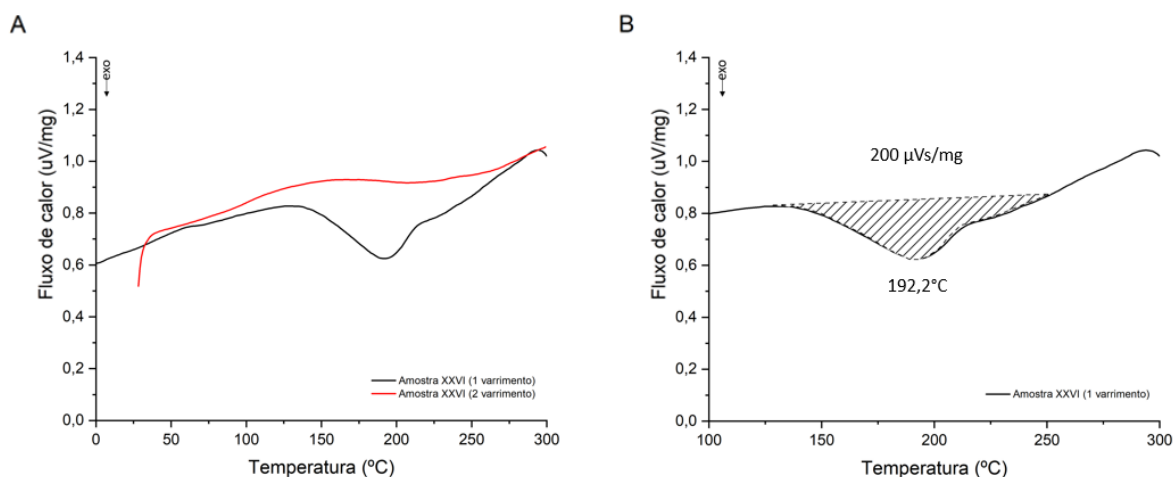 A
exo
Fluxo de calor (uV/mg)
1,4
1,2
1,0
0,8
0,6
0,4
0,2
0,0
0
50
100
150
200
250
300
Temperatura (ºC)
Amostra XXVI (1 varrimento)
Amostra XXVI (2 varrimento)
B
exo
Fluxo de calor (uV/mg)
1,4
1,2
1,0
0,8
0,6
0,4
0,2
0,0
200 µVs/mg
192,2°C
100
150
200
250
300
Temperatura (ºC)
Amostra XXVI (1 varrimento)